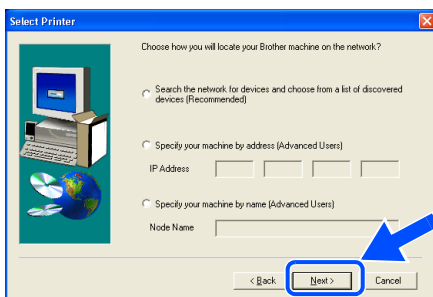 Select Printer
Choose how you will locate your Brother machine on the network?
Search the network for devices and choose from a list of discovered
devices (Recommended)
Specify your machine by address (Advanced Users)
IP Address
Specify your machine by name (Advanced Users)
Node Name
< Back Next > Cancel